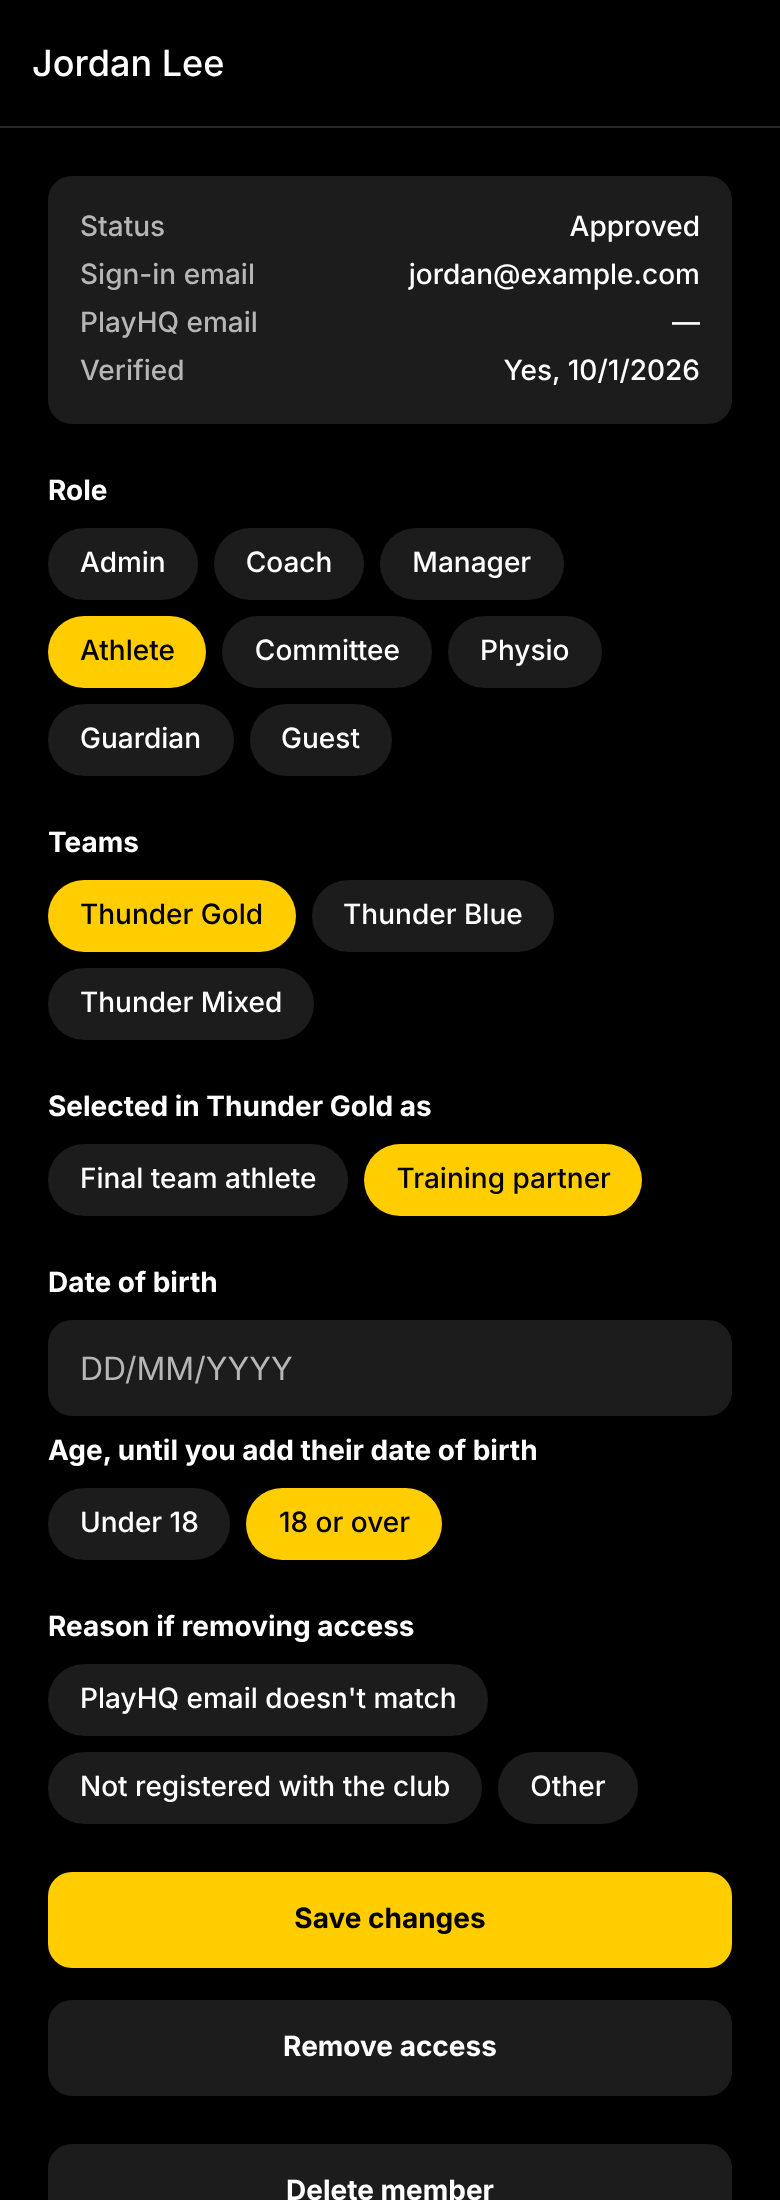 Jordan Lee
Status Approved
Sign-in email jordan@example.com
PlayHQ email —
Verified Yes, 10/1/2026
Role
Admin Coach Manager
Athlete Committee Physio
Guardian Guest
Teams
Thunder Gold Thunder Blue
Thunder Mixed
Selected in Thunder Gold as
Final team athlete Training partner
Date of birth
DD/MM/YYYY
Age, until you add their date of birth
Under 18 18 or over
Reason if removing access
PlayHQ email doesn't match
Not registered with the club Other
Save changes
Remove access
Delete member